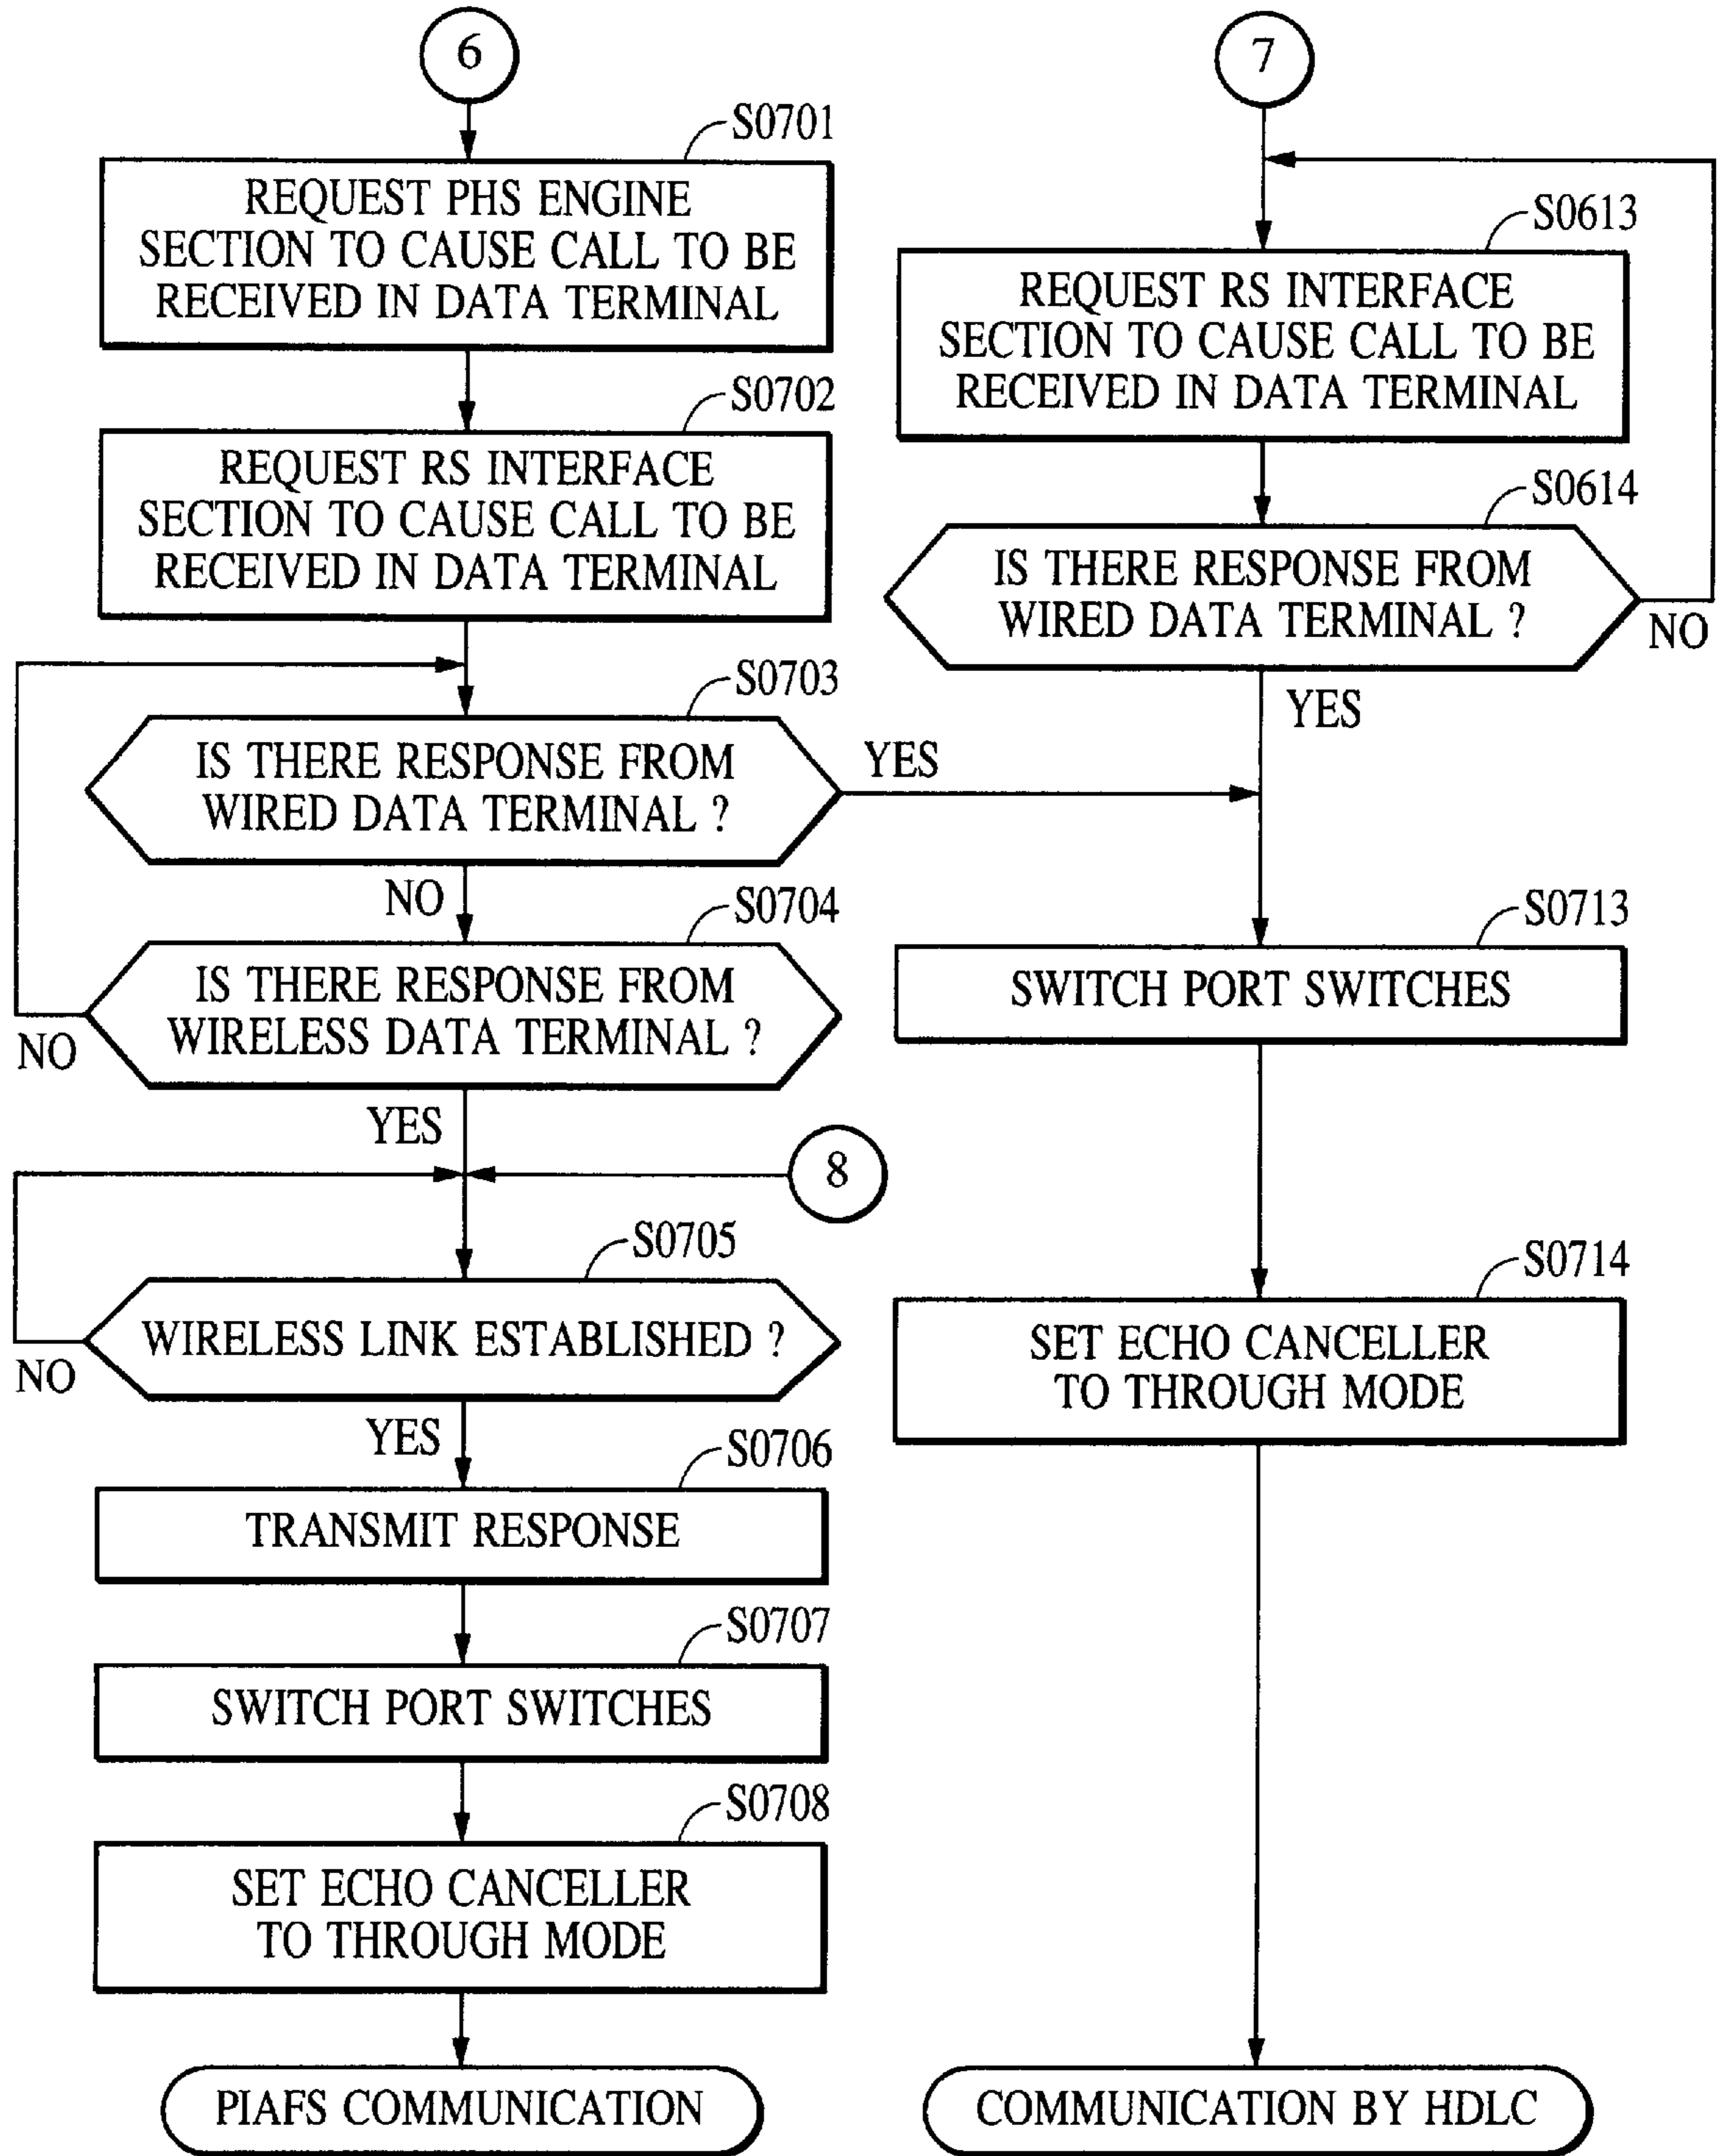 6
S0701
REQUEST PHS ENGINE
SECTION TO CAUSE CALL TO BE
RECEIVED IN DATA TERMINAL
S0702
REQUEST RS INTERFACE
SECTION TO CAUSE CALL TO BE
RECEIVED IN DATA TERMINAL
S0703
IS THERE RESPONSE FROM
WIRED DATA TERMINAL ?
YES
NO
S0704
IS THERE RESPONSE FROM
WIRELESS DATA TERMINAL ?
NO
YES
8
S0705
WIRELESS LINK ESTABLISHED ?
NO
YES
S0706
TRANSMIT RESPONSE
S0707
SWITCH PORT SWITCHES
S0708
SET ECHO CANCELLER
TO THROUGH MODE
PIAFS COMMUNICATION
7
S0613
REQUEST RS INTERFACE
SECTION TO CAUSE CALL TO BE
RECEIVED IN DATA TERMINAL
S0614
IS THERE RESPONSE FROM
WIRED DATA TERMINAL ?
NO
YES
S0713
SWITCH PORT SWITCHES
S0714
SET ECHO CANCELLER
TO THROUGH MODE
COMMUNICATION BY HDLC